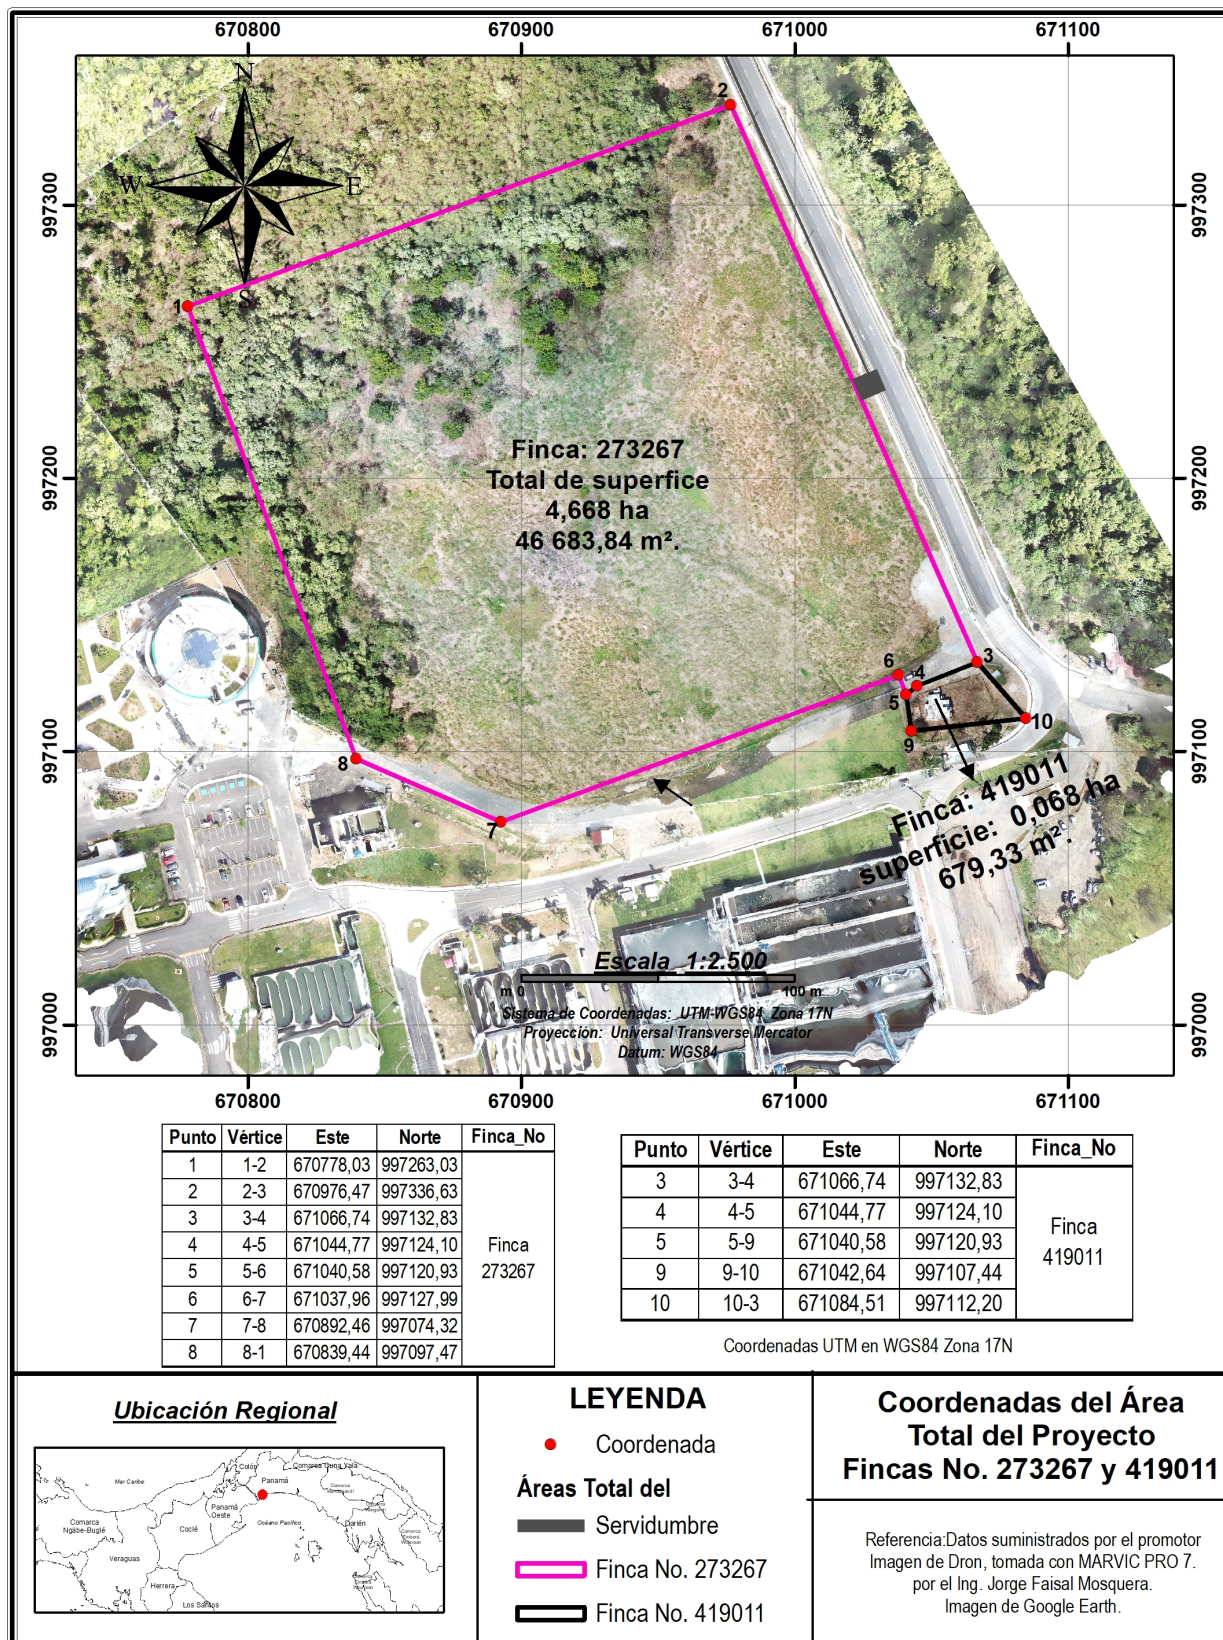 670800 670900 671000 671100
997300 997300
997200 997200
997100 997100
997000 997000
N
W E
S
1
2
3
4
5
6
7
8
9
10
Finca: 273267
Total de superfice
4,668 ha
46 683,84 m².
Finca: 419011
superficie: 0,068 ha
679,33 m².
Escala 1:2.500
m 0 100 m
Sistema de Coordenadas: UTM-WGS84 Zona 17N
Proyección: Universal Transverse Mercator
Datum: WGS84
670800 670900 671000 671100
Punto Vértice Este Norte Finca_No
1 1-2 670778,03 997263,03
2 2-3 670976,47 997336,63
3 3-4 671066,74 997132,83
4 4-5 671044,77 997124,10
5 5-6 671040,58 997120,93
6 6-7 671037,96 997127,99
7 7-8 670892,46 997074,32
8 8-1 670839,44 997097,47
Finca
273267
Punto Vértice Este Norte Finca_No
3 3-4 671066,74 997132,83
4 4-5 671044,77 997124,10
5 5-9 671040,58 997120,93
9 9-10 671042,64 997107,44
10 10-3 671084,51 997112,20
Finca
419011
Coordenadas UTM en WGS84 Zona 17N
Ubicación Regional
Mar Caribe
Colón
Comarca Guna Yala
Panamá
Panamá
Oeste
Comarca
Ngäbe-Buglé
Coclé
Océano Pacífico
Darién
Veraguas
Herrera
Los Santos
Comarca
Emberá
Wounaan
LEYENDA
Coordenada
Áreas Total del
Servidumbre
Finca No. 273267
Finca No. 419011
Coordenadas del Área
Total del Proyecto
Fincas No. 273267 y 419011
Referencia:Datos suministrados por el promotor
Imagen de Dron, tomada con MARVIC PRO 7.
por el Ing. Jorge Faisal Mosquera.
Imagen de Google Earth.